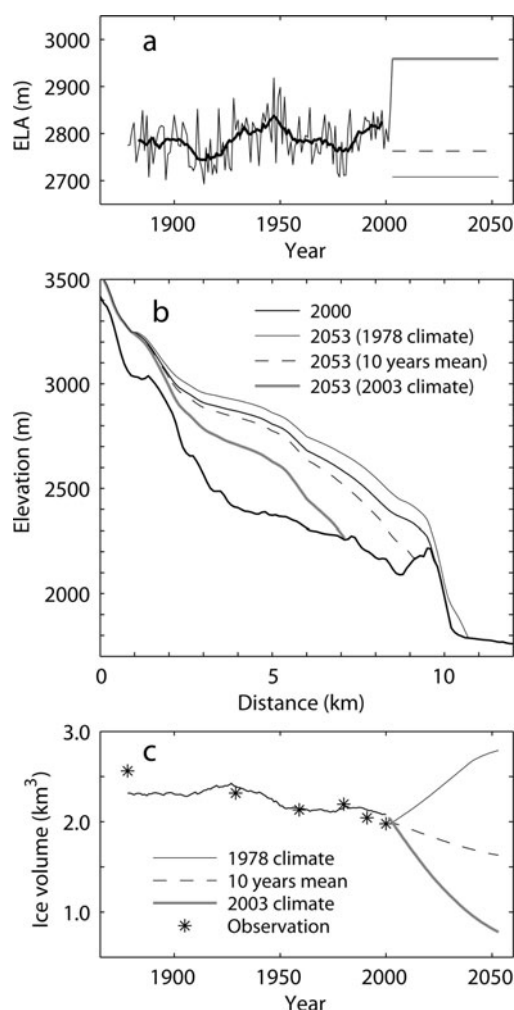 a
3000
2900
2800
2700
ELA (m)
1900 1950 2000 2050
Year
b
3500
3000
2500
2000
Elevation (m)
2000
2053 (1978 climate)
2053 (10 years mean)
2053 (2003 climate)
0 5 10
Distance (km)
c
3.0
2.0
1.0
Ice volume (km³)
1978 climate
10 years mean
2003 climate
Observation
1900 1950 2000 2050
Year